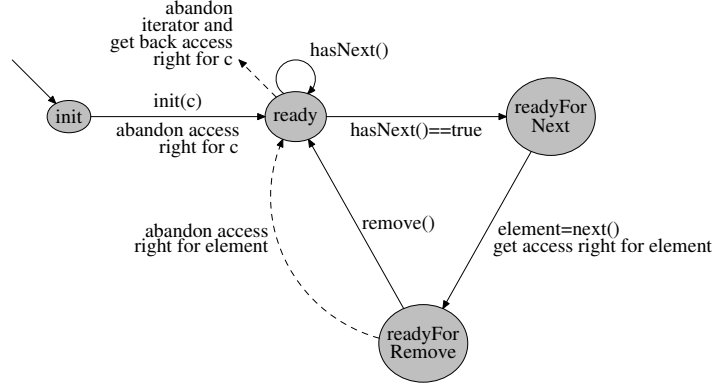 abandon
iterator and
get back access
right for c
hasNext()
init
init(c)
abandon access
right for c
ready
hasNext()==true
readyFor
Next
abandon access
right for element
remove()
element=next()
get access right for element
readyFor
Remove